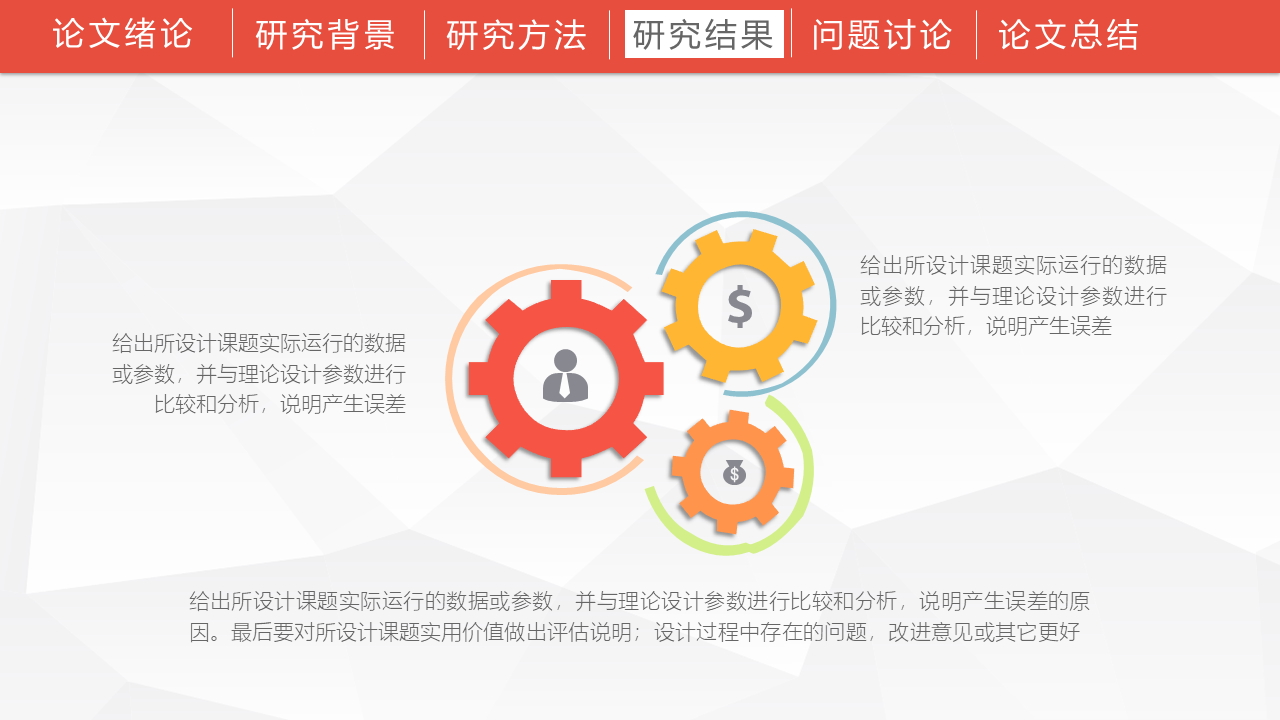 论文绪论 研究背景 研究方法 研究结果 问题讨论 论文总结
给出所设计课题实际运行的数据
或参数，并与理论设计参数进行
比较和分析，说明产生误差
给出所设计课题实际运行的数据
或参数，并与理论设计参数进行
比较和分析，说明产生误差
$
$
给出所设计课题实际运行的数据或参数，并与理论设计参数进行比较和分析，说明产生误差的原
因。最后要对所设计课题实用价值做出评估说明；设计过程中存在的问题，改进意见或其它更好